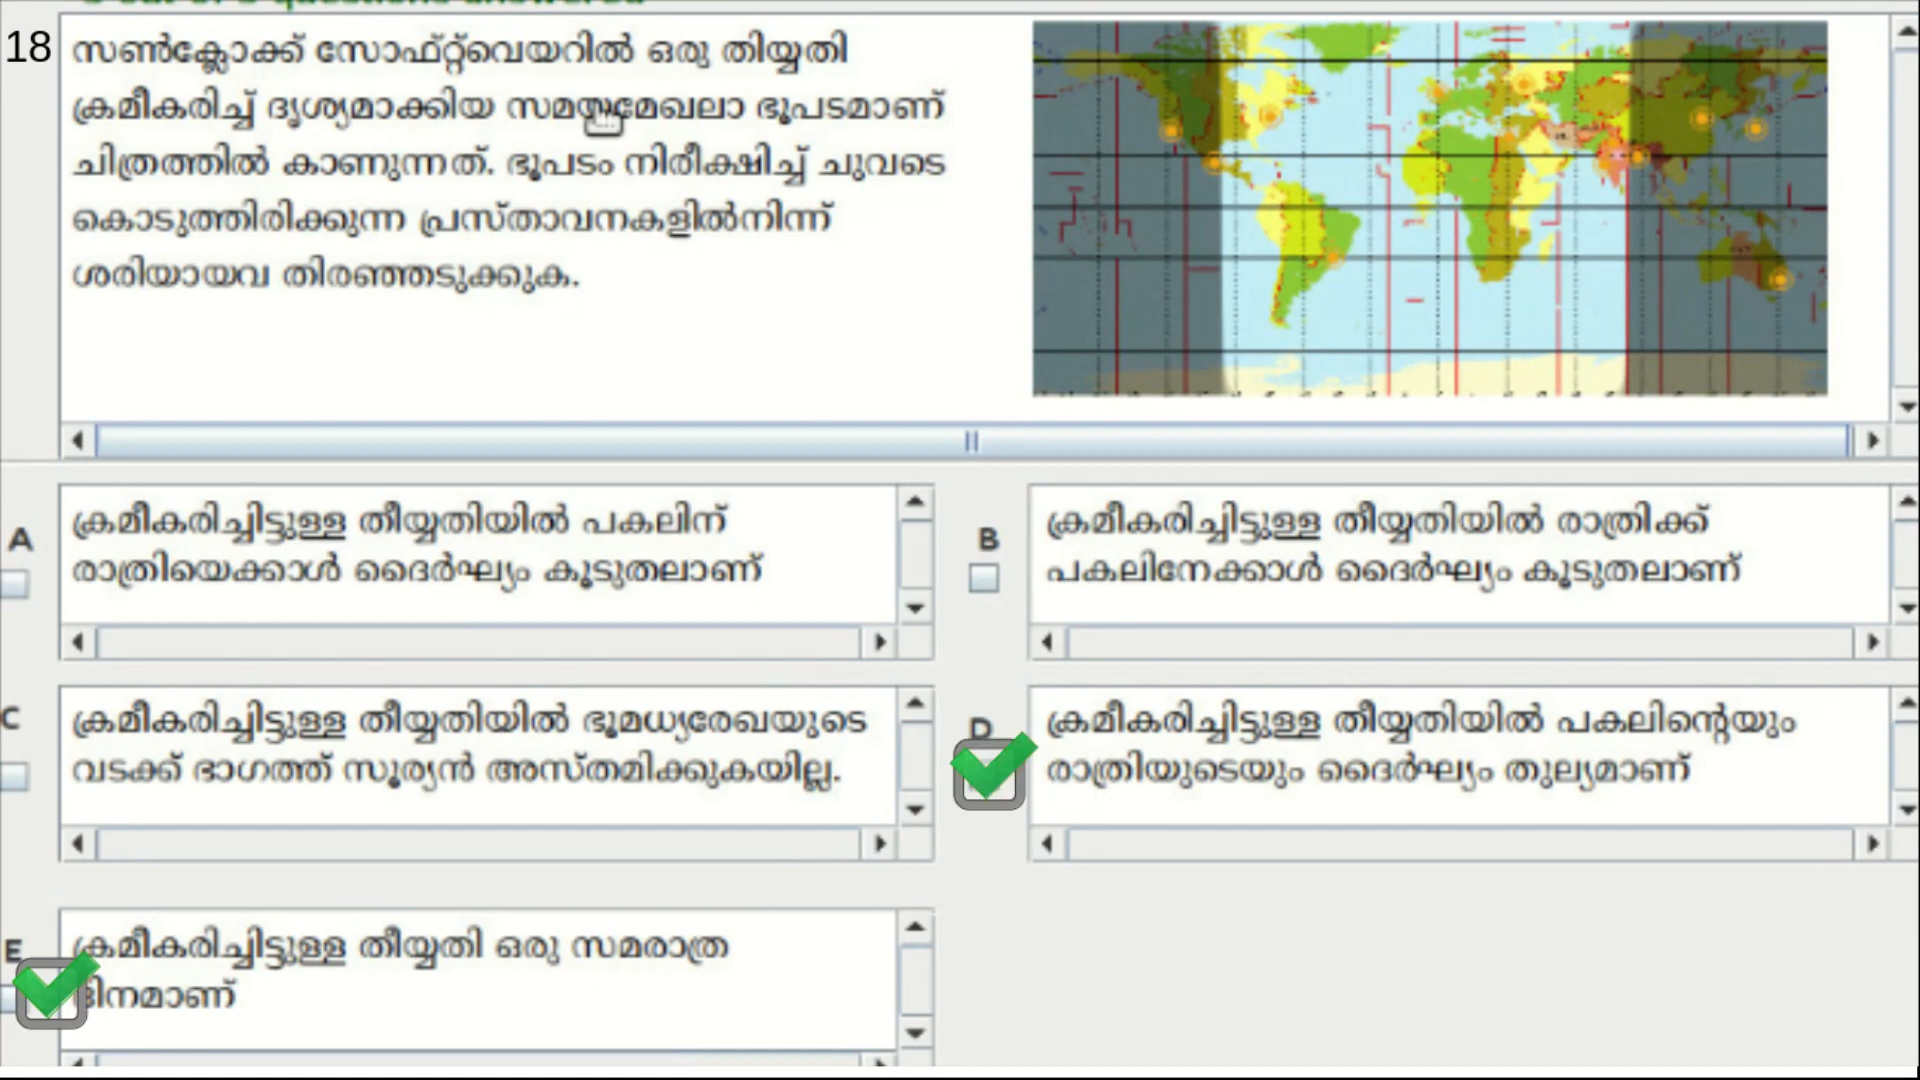 18
സൺക്ലോക്ക് സോഫ്റ്റ്‌വെയറിൽ ഒരു തിയ്യതി
ക്രമീകരിച്ച് ദൃശ്യമാക്കിയ സമയമേഖലാ ഭൂപടമാണ്
ചിത്രത്തിൽ കാണുന്നത്. ഭൂപടം നിരീക്ഷിച്ച് ചുവടെ
കൊടുത്തിരിക്കുന്ന പ്രസ്താവനകളിൽനിന്ന്
ശരിയായവ തിരഞ്ഞടുക്കുക.
A
ക്രമീകരിച്ചിട്ടുള്ള തീയ്യതിയിൽ പകലിന്
രാത്രിയെക്കാൾ ദൈർഘ്യം കൂടുതലാണ്
B
ക്രമീകരിച്ചിട്ടുള്ള തീയ്യതിയിൽ രാത്രിക്ക്
പകലിനേക്കാൾ ദൈർഘ്യം കൂടുതലാണ്
C
ക്രമീകരിച്ചിട്ടുള്ള തീയ്യതിയിൽ ഭൂമധ്യരേഖയുടെ
വടക്ക് ഭാഗത്ത് സൂര്യൻ അസ്തമിക്കുകയില്ല.
D
ക്രമീകരിച്ചിട്ടുള്ള തീയ്യതിയിൽ പകലിന്റെയും
രാത്രിയുടെയും ദൈർഘ്യം തുല്യമാണ്
E
ക്രമീകരിച്ചിട്ടുള്ള തീയ്യതി ഒരു സമരാത്ര
ദിനമാണ്